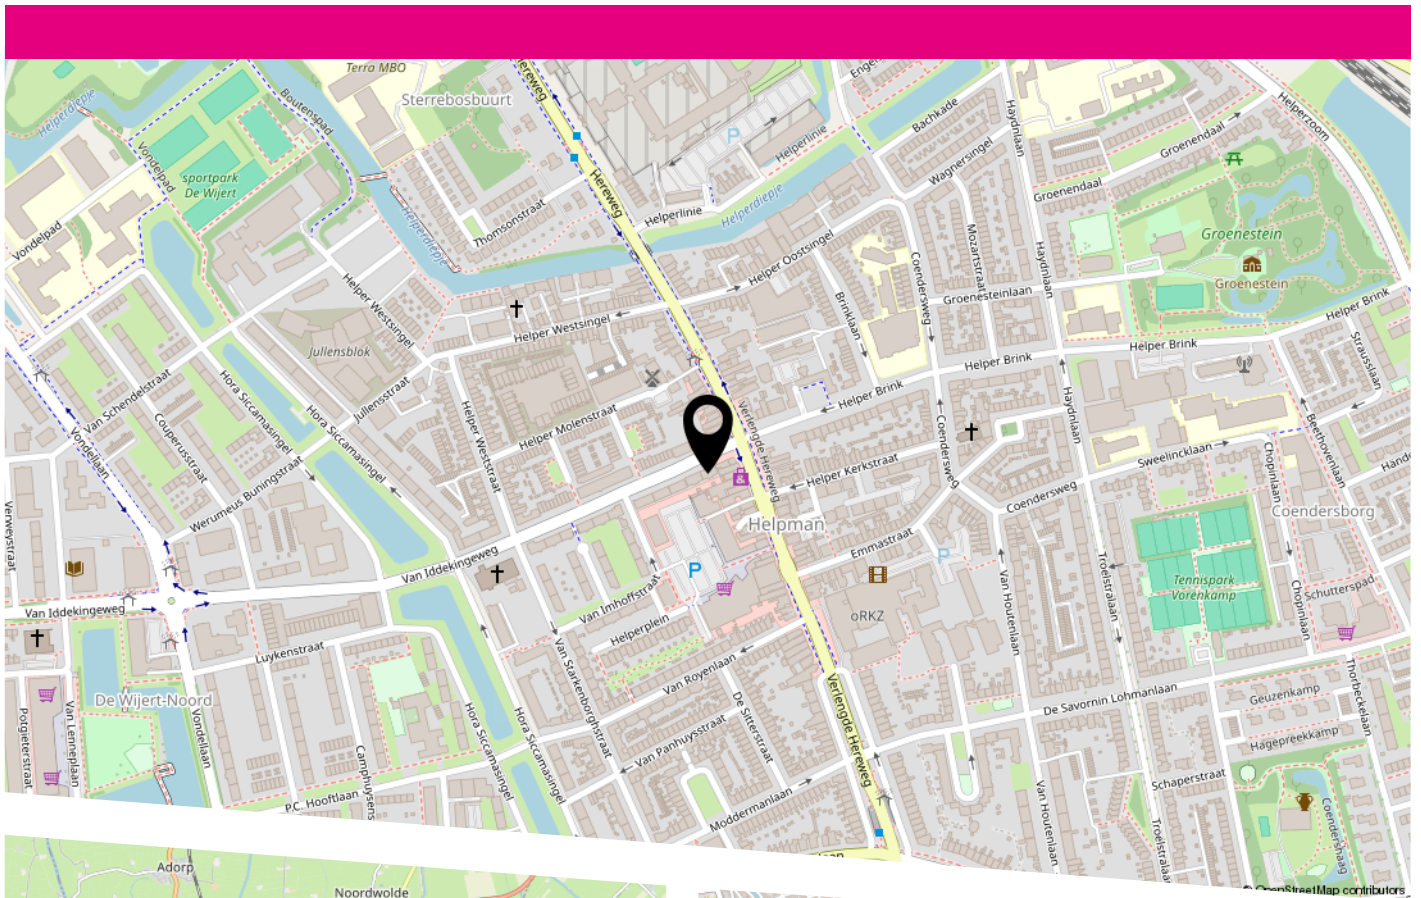 Terra MBO
Sterrebosbuurt
Hereweg
Helperdiepje
Boutenspad
Vondelpad
sportpark
De Wijert
Vondelpad
Helperdiepje
Thomsonstraat
Hereweg
Helperlinie
Helperlinie
Helperdiepje
P
Bachkade
Haydnlaan
Wagnersingel
Helperzoom
Groenendaal
Groenendaal
Groenestein
Groenestein
Mozartstraat
Haydnlaan
Coendersweg
Groenesteinlaan
Helper Oostsingel
Brinklaan
Helper Westsingel
Helper Westsingel
Helper Brink
Helper Brink
Helper Brink
Helper Brink
Strausslaan
Jullensblok
Jullensstraat
Van Schendelstraat
Hora Siccamasingel
Hora Siccamasingel
Couperusstraat
Vondellaan
Werumeus Buningstraat
Helper Weststraat
Helper Molenstraat
Verlengde Hereweg
Coendersweg
Haydnlaan
Helper Kerkstraat
Sweelincklaan
Chopinlaan
Beethovenlaan
Coendersborg
Coendersweg
Helpman
Emmastraat
P
P
Verweystraat
Van Iddekingeweg
Van Iddekingeweg
Van Imhoffstraat
Helperplein
Van Royenlaan
oRKZ
Van Houtenlaan
Troelstralaan
Tennispark
Vorenkamp
Chopinlaan
Schutterspad
Luykenstraat
De Wijert-Noord
Potgieterstraat
Van Lenneplaan
Vondellaan
Camphuysens
P.C. Hooftlaan
Hora Siccamasingel
Hora Siccamasingel
Van Starkenborghstraat
Van Panhuysstraat
De Sitterstraat
Moddermanlaan
Verlengde Hereweg
De Savornin Lohmanlaan
Geuzenkamp
Hagepreekkamp
Thorbeckelaan
Schaperstraat
Van Houtenlaan
Troelstralaa
Coendershaag
Adorp
Noordwolde
© OpenStreetMap contributors